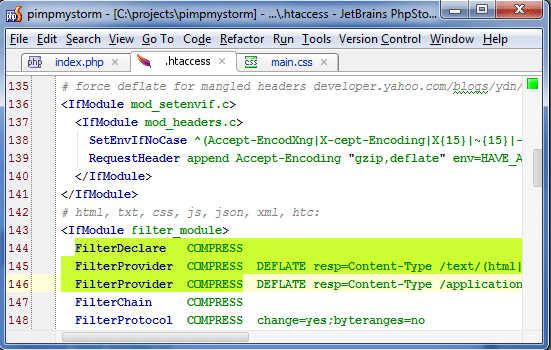 pimpmystorm - [C:\projects\pimpmystorm] - ...\.htaccess - JetBrains PhpSto...
File Edit View Go To Code Refactor Run Tools Version Control Window Help
php index.php .htaccess css main.css
135 # force deflate for mangled headers developer.yahoo.com/blogs/ydn/
136 <IfModule mod_setenvif.c>
137 <IfModule mod_headers.c>
138 SetEnvIfNoCase ^(Accept-EncodXng|X-cept-Encoding|X{15}|~{15}|-
139 RequestHeader append Accept-Encoding "gzip,deflate" env=HAVE_A
140 </IfModule>
141 </IfModule>
142 # html, txt, css, js, json, xml, htc:
143 <IfModule filter_module>
144 FilterDeclare COMPRESS
145 FilterProvider COMPRESS DEFLATE resp=Content-Type /text/(html|
146 FilterProvider COMPRESS DEFLATE resp=Content-Type /application
147 FilterChain COMPRESS
148 FilterProtocol COMPRESS change=yes;byteranges=no